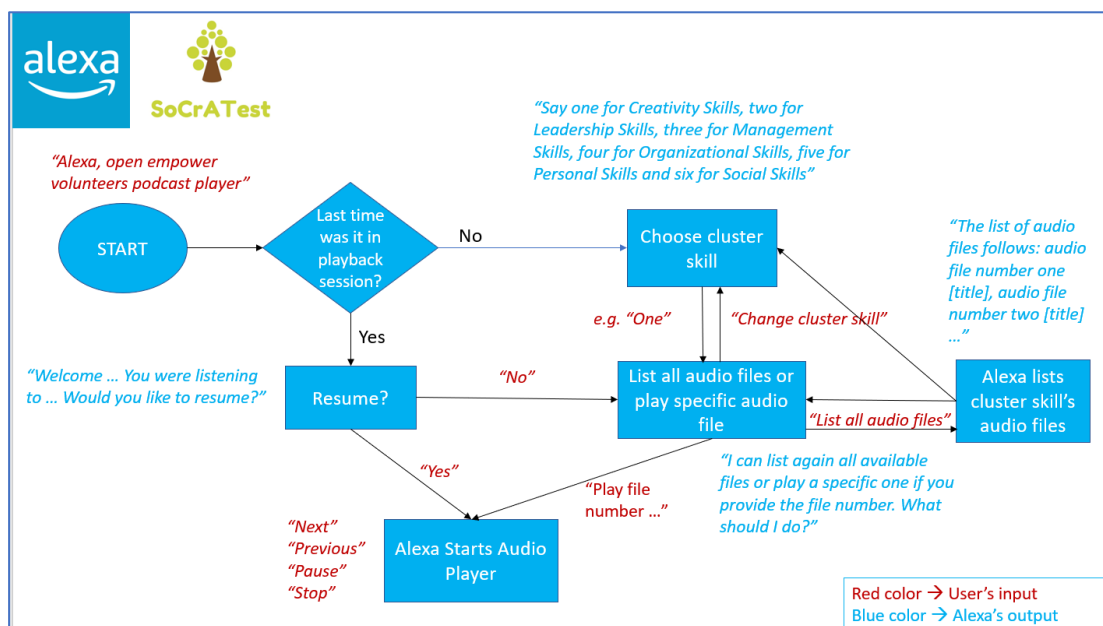 alexa
SoCrATest
“Say one for Creativity Skills, two for
Leadership Skills, three for Management
Skills, four for Organizational Skills, five for
Personal Skills and six for Social Skills”
“Alexa, open empower
volunteers podcast player”
START
Last time
was it in
playback
session?
No
Choose cluster
skill
“The list of audio
files follows: audio
file number one
[title], audio file
number two [title]
…”
e.g. “One”
“Change cluster skill”
Yes
“Welcome … You were listening
to … Would you like to resume?”
Resume?
“No”
List all audio files or
play specific audio
file
Alexa lists
cluster skill’s
audio files
“List all audio files”
“Yes”
“Play file
number …”
“I can list again all available
files or play a specific one if you
provide the file number. What
should I do?”
“Next”
“Previous”
“Pause”
“Stop”
Alexa Starts Audio
Player
Red color → User’s input
Blue color → Alexa’s output